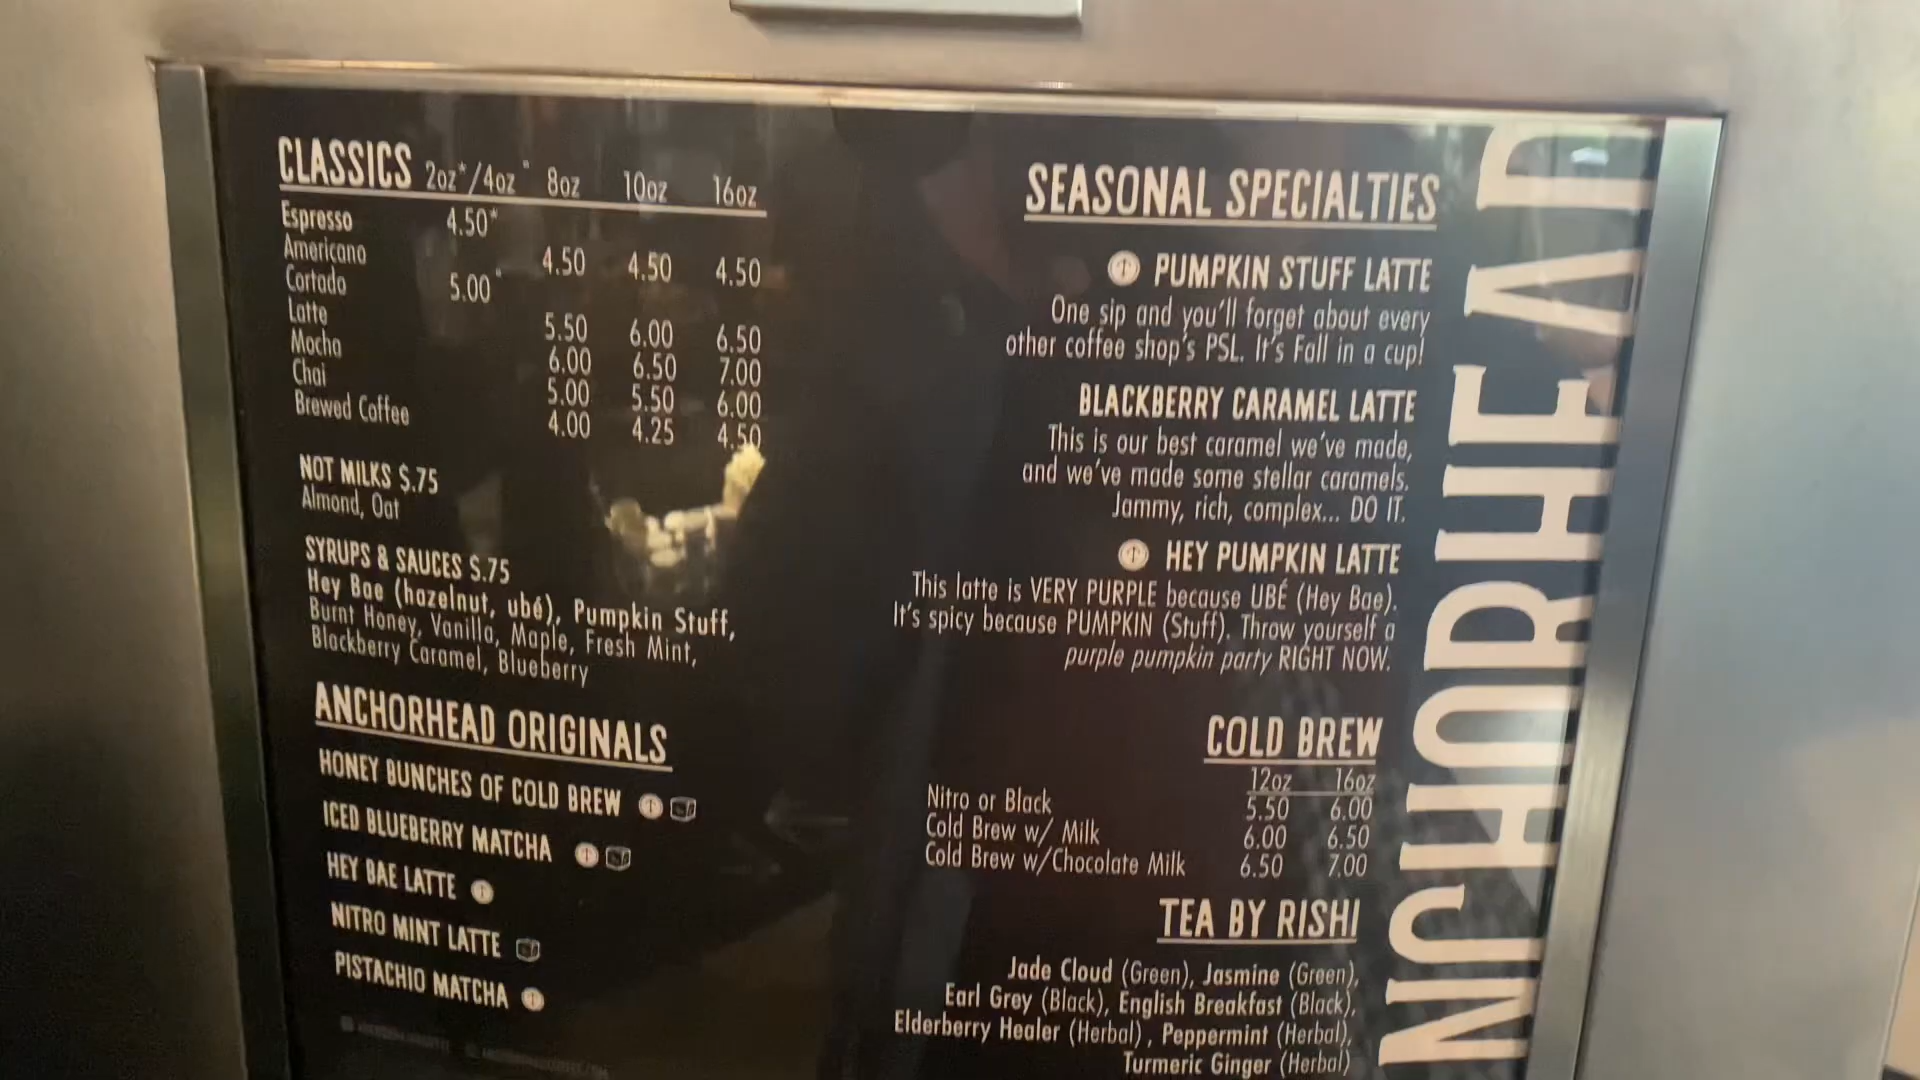 CLASSICS 2oz*/4oz° 8oz 10oz 16oz
Espresso 4.50*
Americano 4.50 4.50 4.50
Cortado 5.00°
Latte 5.50 6.00 6.50
Mocha 6.00 6.50 7.00
Chai 5.00 5.50 6.00
Brewed Coffee 4.00 4.25 4.50
NOT MILKS $.75
Almond, Oat
SYRUPS & SAUCES $.75
Hey Bae (hazelnut, ubé), Pumpkin Stuff,
Burnt Honey, Vanilla, Maple, Fresh Mint,
Blackberry Caramel, Blueberry
ANCHORHEAD ORIGINALS
HONEY BUNCHES OF COLD BREW
ICED BLUEBERRY MATCHA
HEY BAE LATTE
NITRO MINT LATTE
PISTACHIO MATCHA
SEASONAL SPECIALTIES
PUMPKIN STUFF LATTE
One sip and you'll forget about every
other coffee shop's PSL. It's Fall in a cup!
BLACKBERRY CARAMEL LATTE
This is our best caramel we've made,
and we've made some stellar caramels.
Jammy, rich, complex... DO IT.
HEY PUMPKIN LATTE
This latte is VERY PURPLE because UBÉ (Hey Bae).
It's spicy because PUMPKIN (Stuff). Throw yourself a
purple pumpkin party RIGHT NOW.
COLD BREW
12oz 16oz
Nitro or Black 5.50 6.00
Cold Brew w/ Milk 6.00 6.50
Cold Brew w/Chocolate Milk 6.50 7.00
TEA BY RISHI
Jade Cloud (Green), Jasmine (Green),
Earl Grey (Black), English Breakfast (Black),
Elderberry Healer (Herbal), Peppermint (Herbal),
Turmeric Ginger (Herbal)
NCHORHEAD